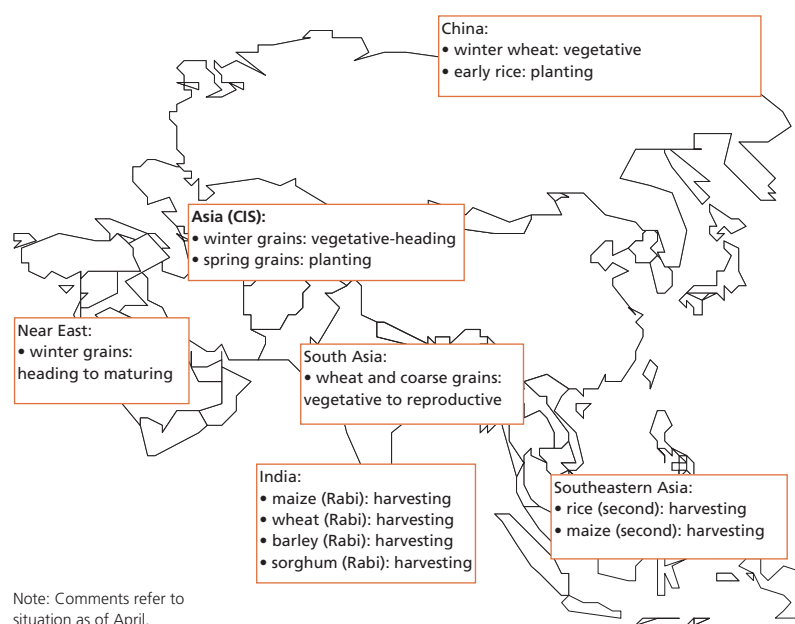 China:
• winter wheat: vegetative
• early rice: planting
Asia (CIS):
• winter grains: vegetative-heading
• spring grains: planting
Near East:
• winter grains:
heading to maturing
South Asia:
• wheat and coarse grains:
vegetative to reproductive
India:
• maize (Rabi): harvesting
• wheat (Rabi): harvesting
• barley (Rabi): harvesting
• sorghum (Rabi): harvesting
Southeastern Asia:
• rice (second): harvesting
• maize (second): harvesting
Note: Comments refer to
situation as of April.